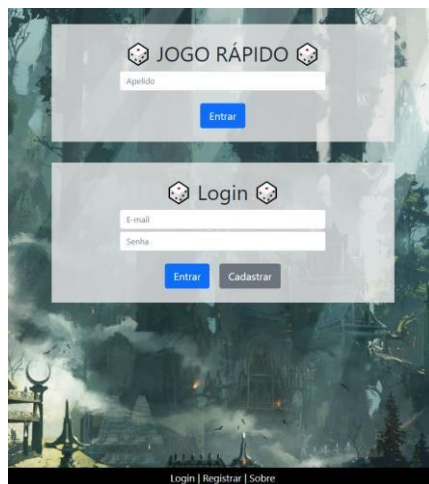 JOGO RÁPIDO
Apelido
Entrar
Login
E-mail
Senha
Entrar Cadastrar
Login | Registrar | Sobre